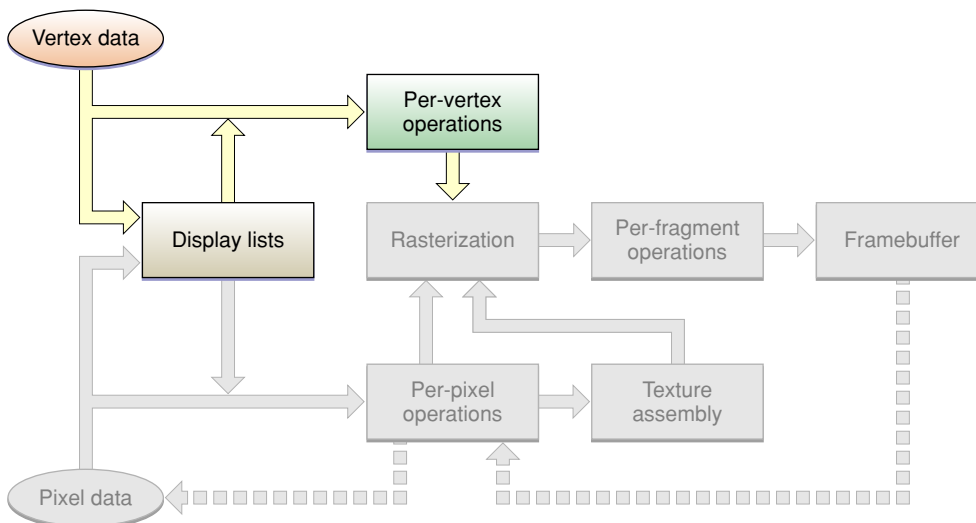 Vertex data
Per-vertex
operations
Display lists
Rasterization
Per-fragment
operations
Framebuffer
Per-pixel
operations
Texture
assembly
Pixel data